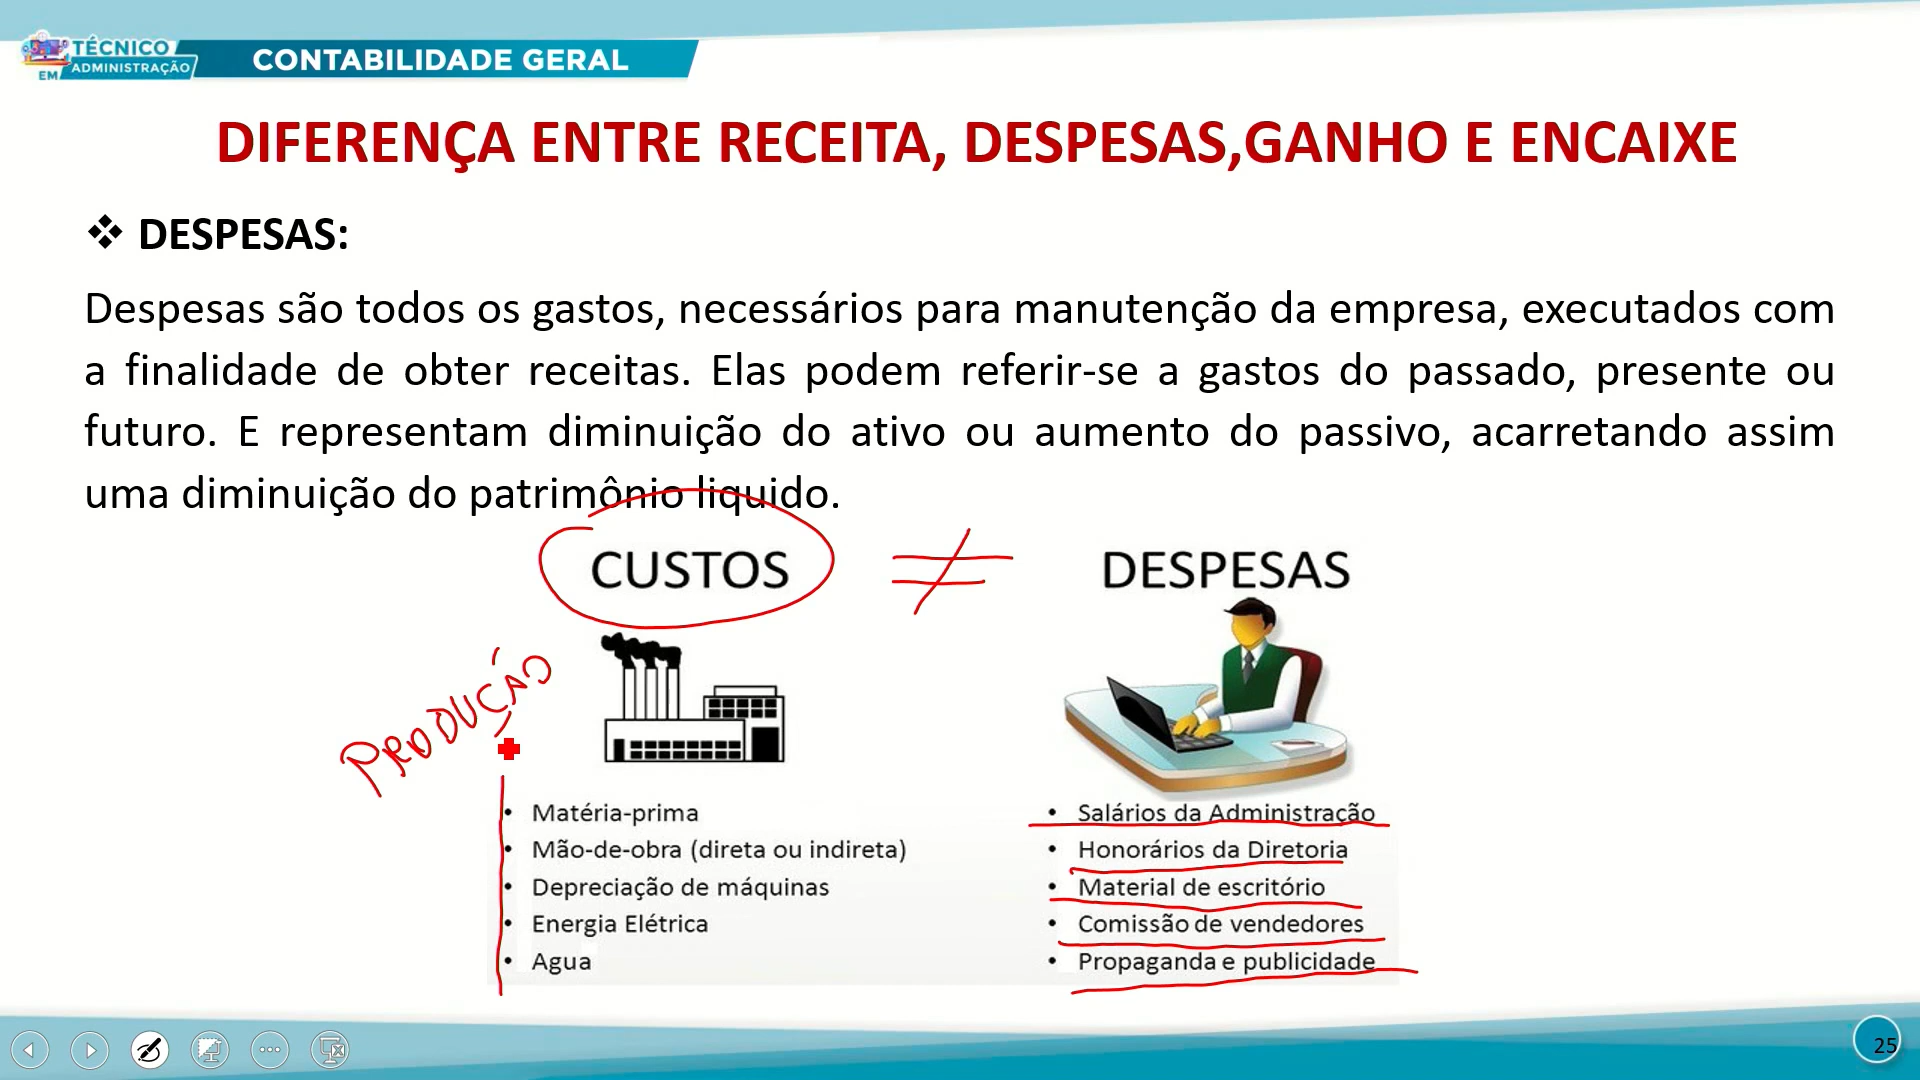 TÉCNICO
EM ADMINISTRAÇÃO
CONTABILIDADE GERAL
DIFERENÇA ENTRE RECEITA, DESPESAS,GANHO E ENCAIXE
❖ DESPESAS:
Despesas são todos os gastos, necessários para manutenção da empresa, executados com
a finalidade de obter receitas. Elas podem referir-se a gastos do passado, presente ou
futuro. E representam diminuição do ativo ou aumento do passivo, acarretando assim
uma diminuição do patrimônio liquido.
CUSTOS ≠ DESPESAS
PRODUÇÃO
• Matéria-prima
• Mão-de-obra (direta ou indireta)
• Depreciação de máquinas
• Energia Elétrica
• Agua
• Salários da Administração
• Honorários da Diretoria
• Material de escritório
• Comissão de vendedores
• Propaganda e publicidade
25